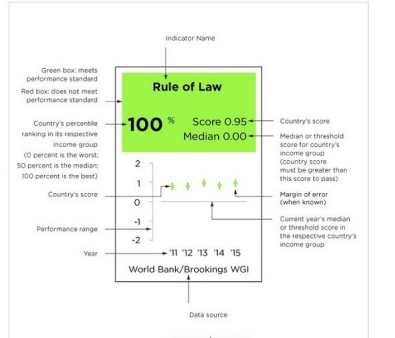 Indicator Name
Green box: meets
performance standard
Red box: does not meet
performance standard
Rule of Law
Country's percentile
ranking in its respective
income group
(0 percent is the worst;
50 percent is the median;
100 percent is the best)
100 %
Score 0.95
Median 0.00
Country's score
Median or threshold
score for country's
income group
(country score
must be greater than
this score to pass)
2
1
0
-1
-2
Country's score
Margin of error
(when known)
Performance range
Current year's median
or threshold score in
the respective country's
income group
Year
'11 '12 '13 '14 '15
World Bank/Brookings WGI
Data source